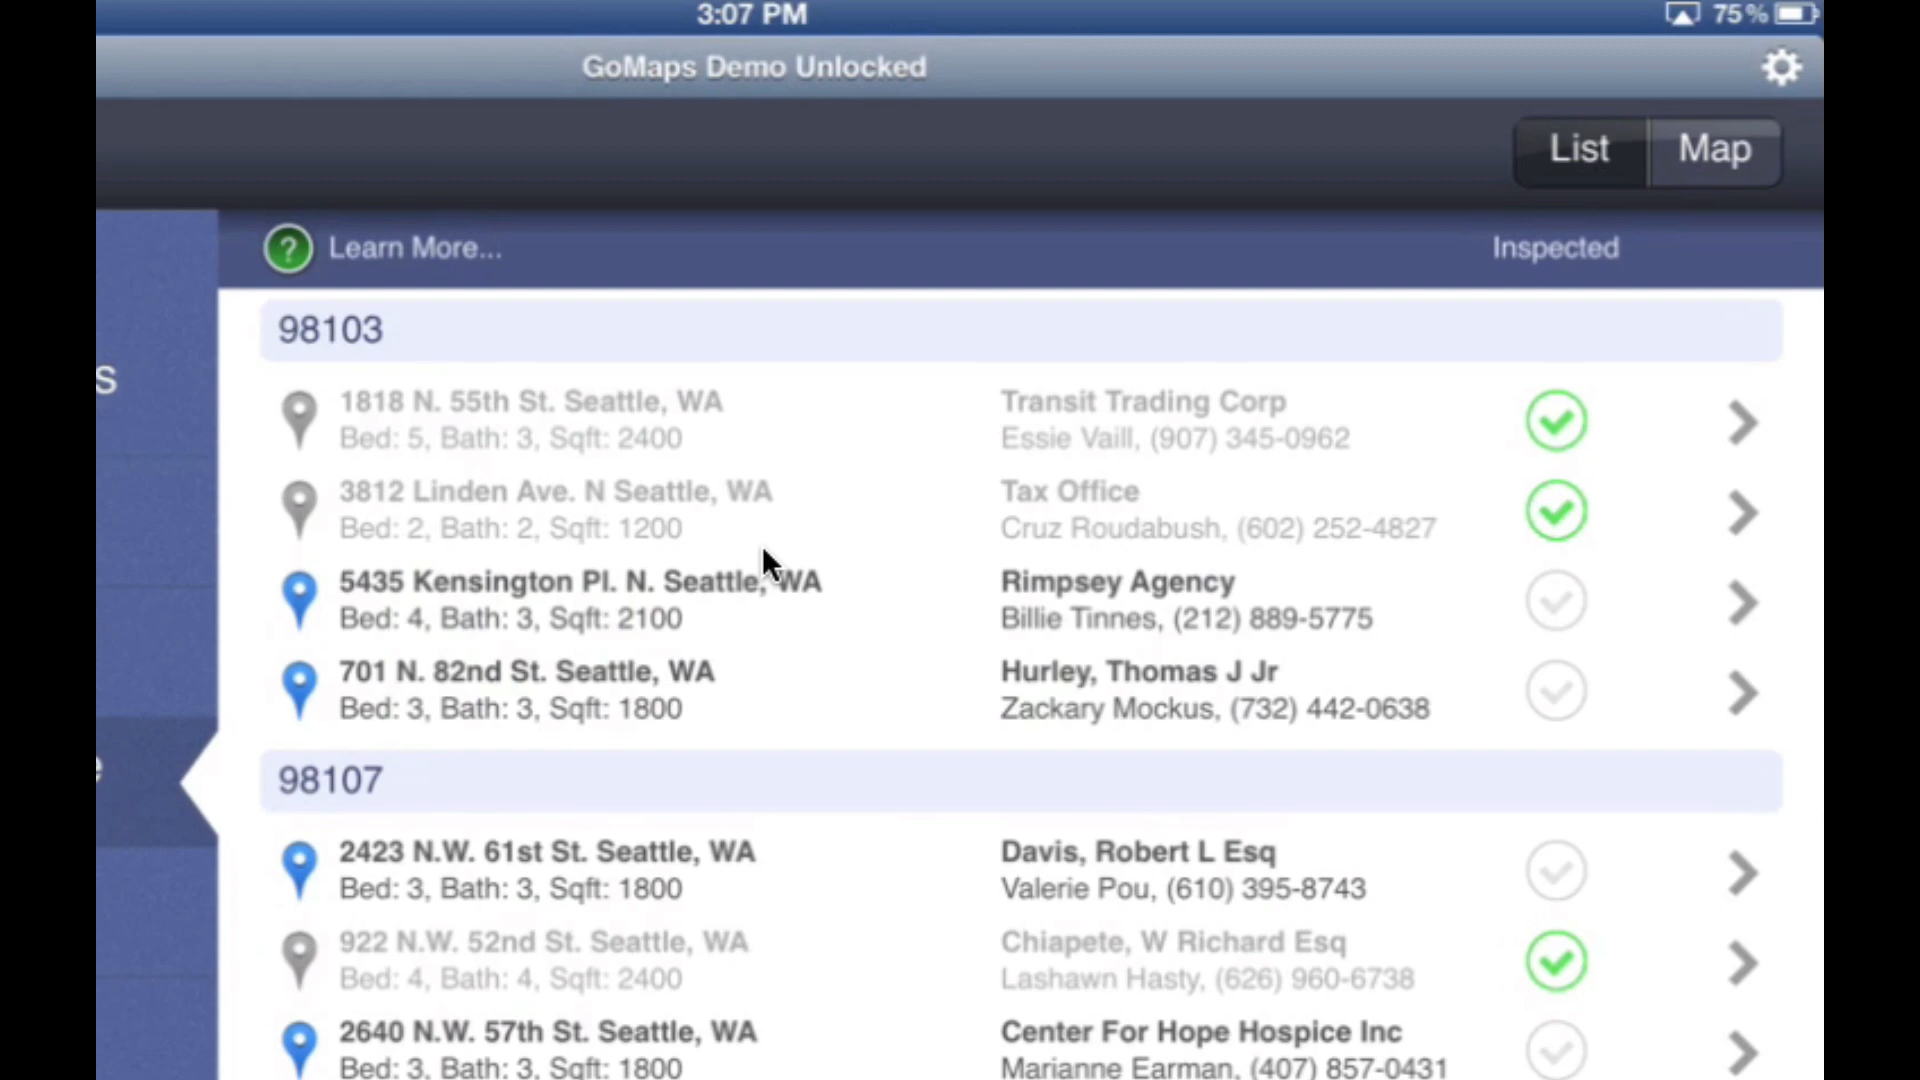 3:07 PM
75%
GoMaps Demo Unlocked
List
Map
? Learn More...
Inspected
98103
s
1818 N. 55th St. Seattle, WA
Transit Trading Corp
Bed: 5, Bath: 3, Sqft: 2400
Essie Vaill, (907) 345-0962
3812 Linden Ave. N Seattle, WA
Tax Office
Bed: 2, Bath: 2, Sqft: 1200
Cruz Roudabush, (602) 252-4827
5435 Kensington Pl. N. Seattle, WA
Rimpsey Agency
Bed: 4, Bath: 3, Sqft: 2100
Billie Tinnes, (212) 889-5775
701 N. 82nd St. Seattle, WA
Hurley, Thomas J Jr
Bed: 3, Bath: 3, Sqft: 1800
Zackary Mockus, (732) 442-0638
e
98107
2423 N.W. 61st St. Seattle, WA
Davis, Robert L Esq
Bed: 3, Bath: 3, Sqft: 1800
Valerie Pou, (610) 395-8743
922 N.W. 52nd St. Seattle, WA
Chiapete, W Richard Esq
Bed: 4, Bath: 4, Sqft: 2400
Lashawn Hasty, (626) 960-6738
2640 N.W. 57th St. Seattle, WA
Center For Hope Hospice Inc
Bed: 3, Bath: 3, Sqft: 1800
Marianne Earman, (407) 857-0431